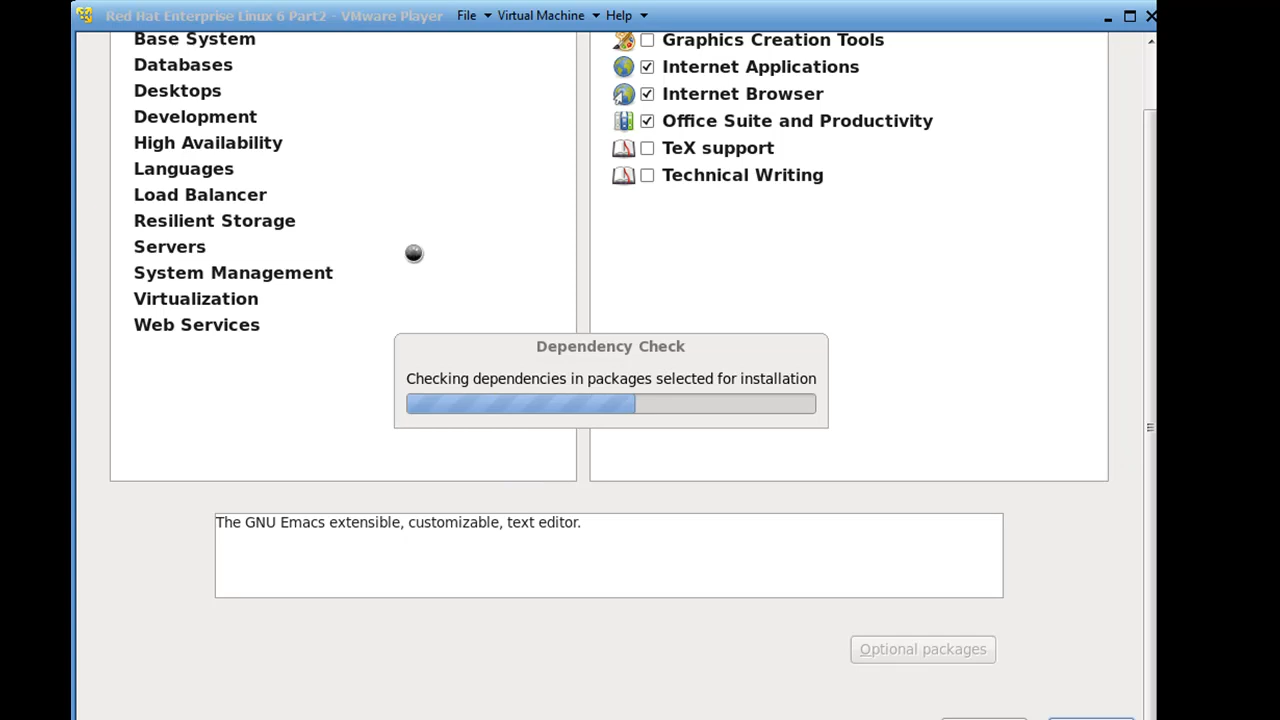 Red Hat Enterprise Linux 6 Part2 - VMware Player File Virtual Machine Help
Base System
Databases
Desktops
Development
High Availability
Languages
Load Balancer
Resilient Storage
Servers
System Management
Virtualization
Web Services
Graphics Creation Tools
Internet Applications
Internet Browser
Office Suite and Productivity
TeX support
Technical Writing
Dependency Check
Checking dependencies in packages selected for installation
The GNU Emacs extensible, customizable, text editor.
Optional packages